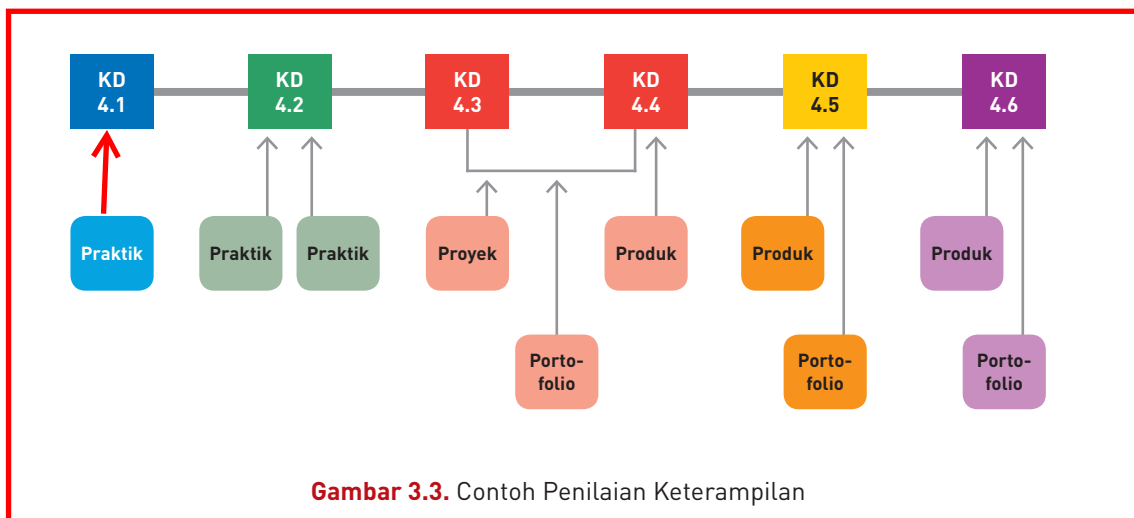 KD
4.1
KD
4.2
KD
4.3
KD
4.4
KD
4.5
KD
4.6
Praktik
Praktik
Praktik
Proyek
Produk
Produk
Produk
Porto-
folio
Porto-
folio
Porto-
folio
Gambar 3.3. Contoh Penilaian Keterampilan